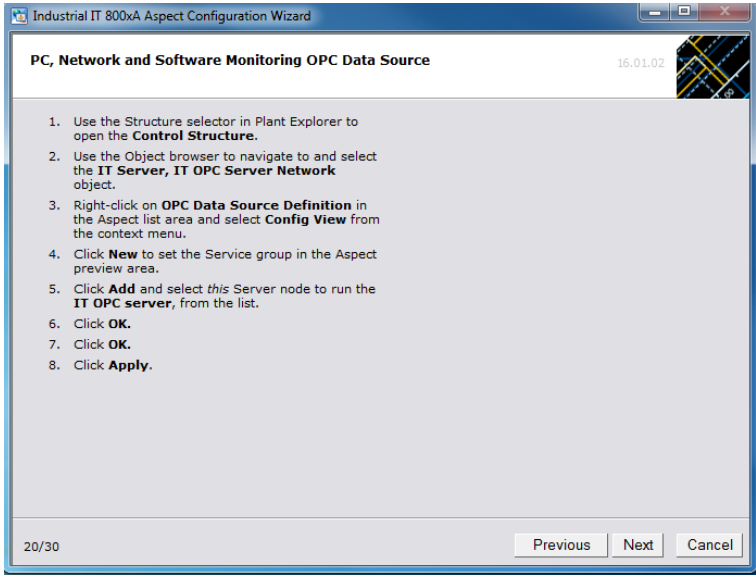 Industrial IT 800xA Aspect Configuration Wizard
PC, Network and Software Monitoring OPC Data Source
16.01.02
1. Use the Structure selector in Plant Explorer to
open the Control Structure.
2. Use the Object browser to navigate to and select
the IT Server, IT OPC Server Network
object.
3. Right-click on OPC Data Source Definition in
the Aspect list area and select Config View from
the context menu.
4. Click New to set the Service group in the Aspect
preview area.
5. Click Add and select this Server node to run the
IT OPC server, from the list.
6. Click OK.
7. Click OK.
8. Click Apply.
20/30
Previous Next Cancel